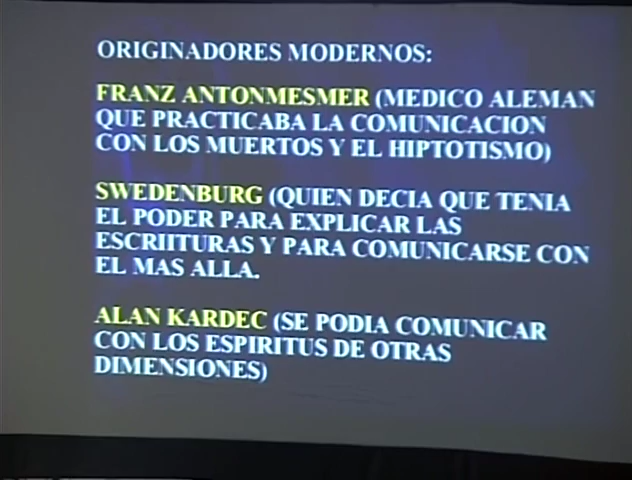 ORIGINADORES MODERNOS:
FRANZ ANTONMESMER (MEDICO ALEMAN
QUE PRACTICABA LA COMUNICACION
CON LOS MUERTOS Y EL HIPTOTISMO)
SWEDENBURG (QUIEN DECIA QUE TENIA
EL PODER PARA EXPLICAR LAS
ESCRIITURAS Y PARA COMUNICARSE CON
EL MAS ALLA.
ALAN KARDEC (SE PODIA COMUNICAR
CON LOS ESPIRITUS DE OTRAS
DIMENSIONES)